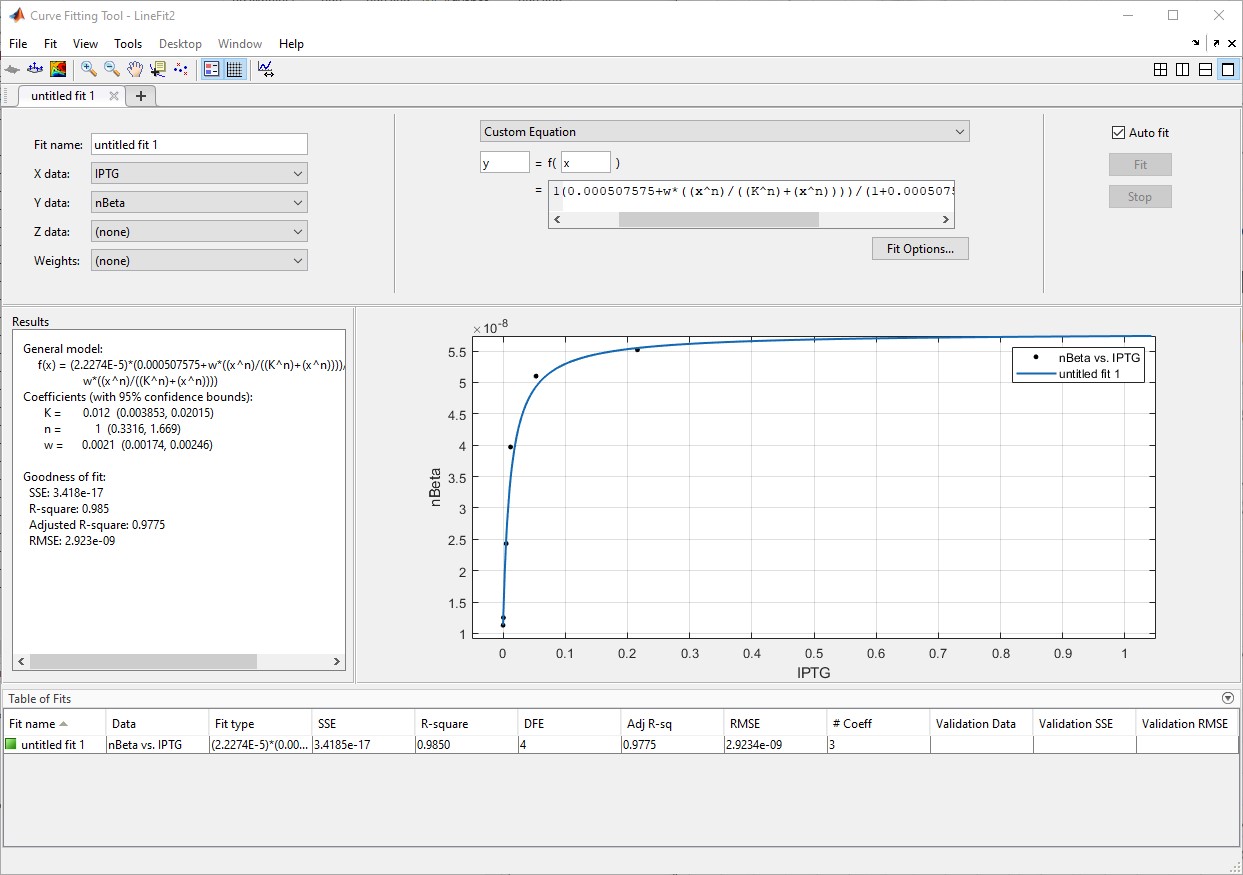 Curve Fitting Tool - LineFit2
File Fit View Tools Desktop Window Help
untitled fit 1
Fit name: untitled fit 1
X data: IPTG
Y data: nBeta
Z data: (none)
Weights: (none)
Custom Equation
y = f( x )
= 1(0.000507575+w*((x^n)/((K^n)+(x^n))))/(1+0.0005075
Fit Options...
Auto fit
Fit
Stop
Results
General model:
f(x) = (2.2274E-5)*(0.000507575+w*((x^n)/((K^n)+(x^n))))/
w*((x^n)/((K^n)+(x^n))))
Coefficients (with 95% confidence bounds):
K = 0.012 (0.003853, 0.02015)
n = 1 (0.3316, 1.669)
w = 0.0021 (0.00174, 0.00246)
Goodness of fit:
SSE: 3.418e-17
R-square: 0.985
Adjusted R-square: 0.9775
RMSE: 2.923e-09
×10^-8
5.5
5
4.5
4
3.5
3
2.5
2
1.5
1
nBeta
0 0.1 0.2 0.3 0.4 0.5 0.6 0.7 0.8 0.9 1
IPTG
nBeta vs. IPTG
untitled fit 1
Table of Fits
Fit name Data Fit type SSE R-square DFE Adj R-sq RMSE # Coeff Validation Data Validation SSE Validation RMSE
untitled fit 1 nBeta vs. IPTG (2.2274E-5)*(0.00... 3.4185e-17 0.9850 4 0.9775 2.9234e-09 3